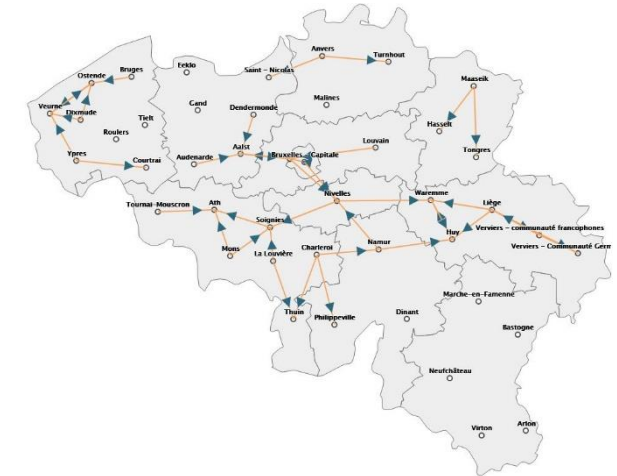 Anvers
Turnhout
Eeklo
Saint - Nicolas
Bruges
Ostende
Maaseik
Gand
Malines
Dendermonde
Veurne
Dixmude
Tielt
Roulers
Hasselt
Louvain
Tongres
Aalst
Bruxelles - Capitale
Ypres
Courtrai
Audenarde
Nivelles
Waremme
Liège
Tournai-Mouscron
Ath
Soignies
Huy
Verviers - communauté francophones
Mons
La Louvière
Charleroi
Namur
Verviers - Communauté Germ
Marche-en-Famenne
Thuin
Philippeville
Dinant
Bastogne
Neufchâteau
Virton
Arlon